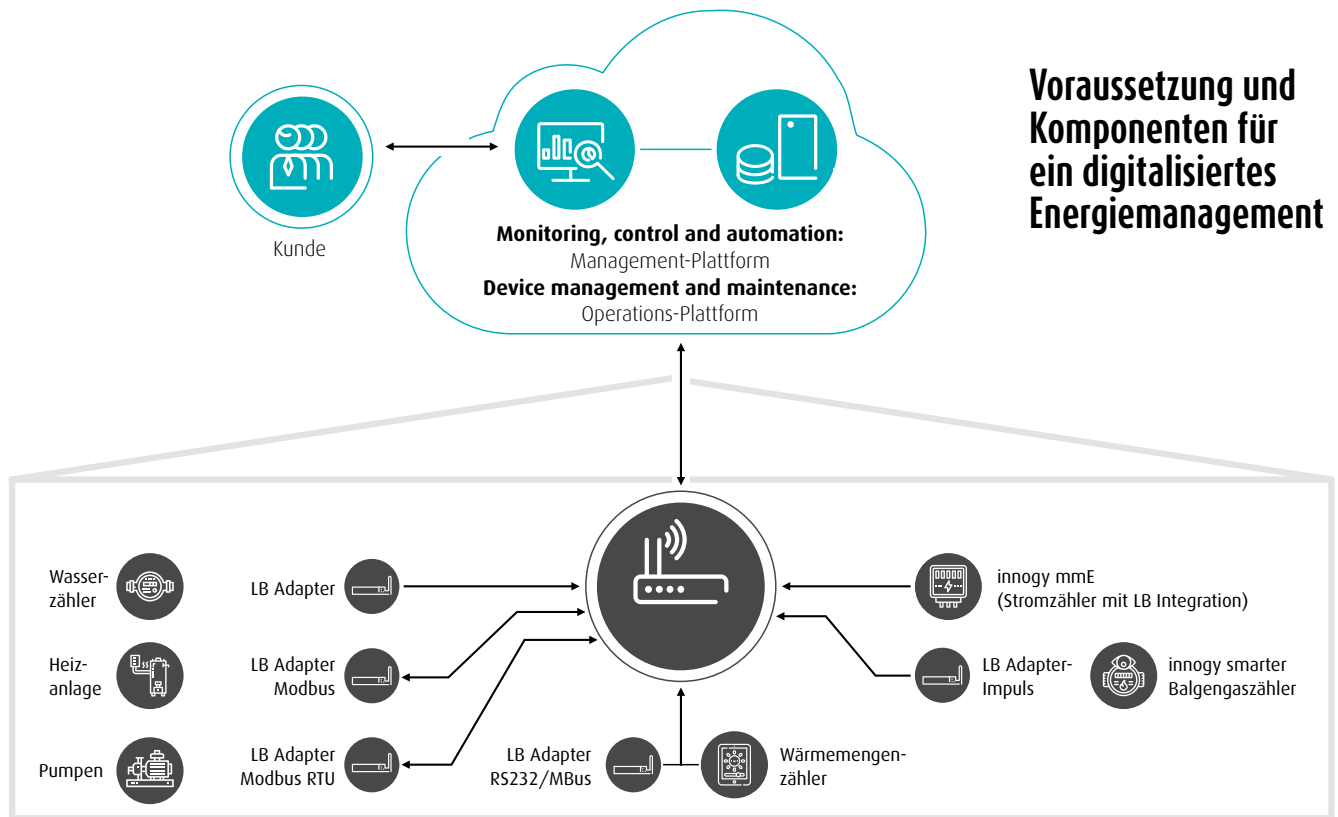 Voraussetzung und
Komponenten für
ein digitalisiertes
Energiemanagement
Kunde
Monitoring, control and automation:
Management-Plattform
Device management and maintenance:
Operations-Plattform
Wasser-
zähler
LB Adapter
innogy mmE
(Stromzähler mit LB Integration)
Heiz-
anlage
LB Adapter
Modbus
LB Adapter-
Impuls
innogy smarter
Balgengaszähler
Pumpen
LB Adapter
Modbus RTU
LB Adapter
RS232/MBus
Wärmemengen-
zähler